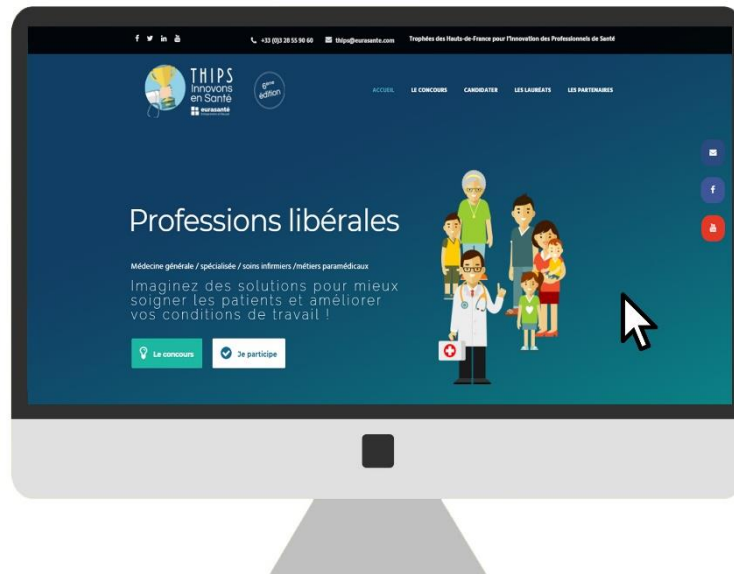 +33 (0)3 28 55 90 60 thips@eurasante.com Trophées des Hauts-de-France pour l'Innovation des Professionnels de Santé
THIPS
Innovons
en Santé
eurasanté
6ème
édition
ACCUEIL LE CONCOURS CANDIDATER LES LAURÉATS LES PARTENAIRES
Professions libérales
Médecine générale / spécialisée / soins infirmiers /métiers paramédicaux
Imaginez des solutions pour mieux
soigner les patients et améliorer
vos conditions de travail !
Le concours Je participe